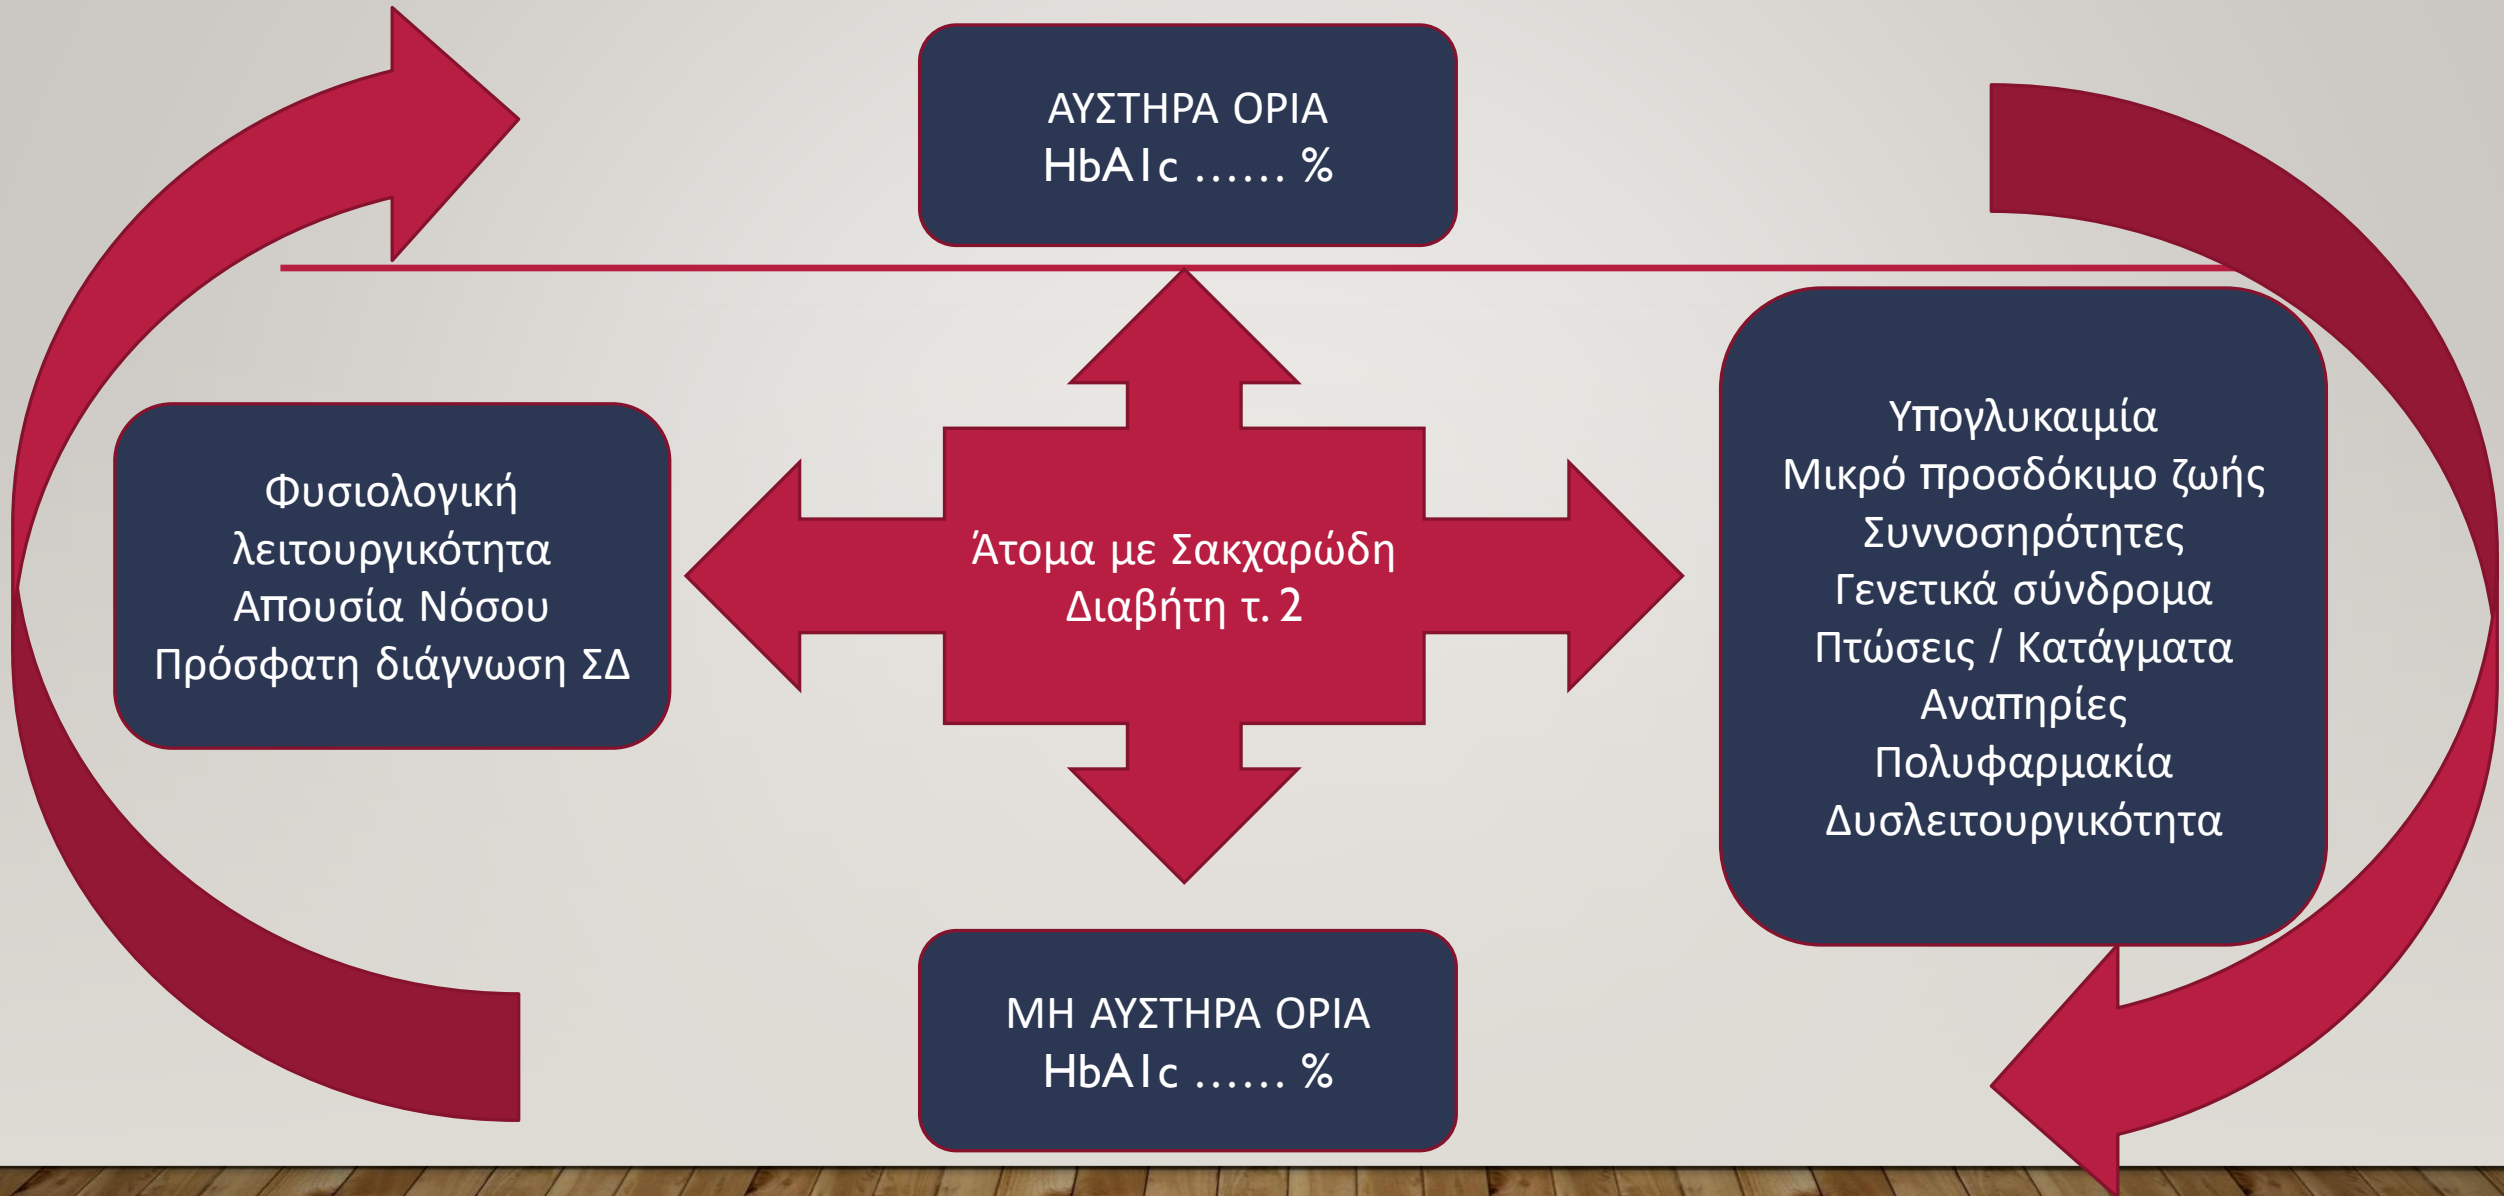 ΑΥΣΤΗΡΑ ΟΡΙΑ
HbA1c ...... %
Φυσιολογική
λειτουργικότητα
Απουσία Νόσου
Πρόσφατη διάγνωση ΣΔ
Άτομα με Σακχαρώδη
Διαβήτη τ. 2
Υπογλυκαιμία
Μικρό προσδόκιμο ζωής
Συννοσηρότητες
Γενετικά σύνδρομα
Πτώσεις / Κατάγματα
Αναπηρίες
Πολυφαρμακία
Δυσλειτουργικότητα
ΜΗ ΑΥΣΤΗΡΑ ΟΡΙΑ
HbA1c ...... %